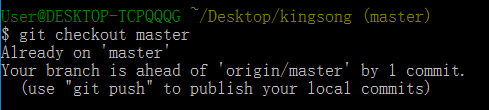 User@DESKTOP-TCPQQQG ~/Desktop/kingsong (master)
$ git checkout master
Already on 'master'
Your branch is ahead of 'origin/master' by 1 commit.
  (use "git push" to publish your local commits)